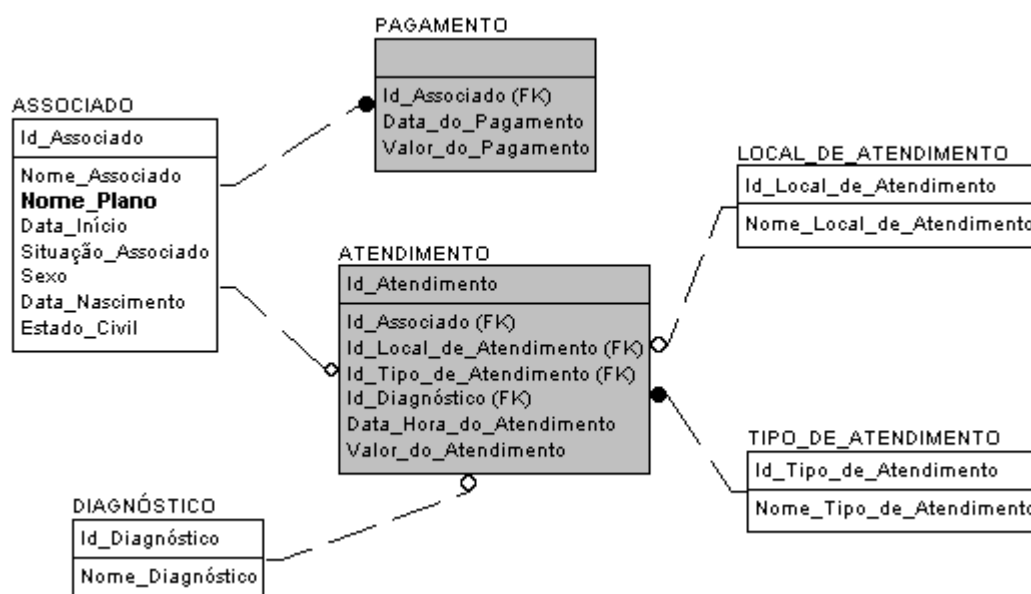 PAGAMENTO
Id_Associado (FK)
Data_do_Pagamento
Valor_do_Pagamento
ASSOCIADO
Id_Associado
Nome_Associado
Nome_Plano
Data_Início
Situação_Associado
Sexo
Data_Nascimento
Estado_Civil
LOCAL_DE_ATENDIMENTO
Id_Local_de_Atendimento
Nome_Local_de_Atendimento
ATENDIMENTO
Id_Atendimento
Id_Associado (FK)
Id_Local_de_Atendimento (FK)
Id_Tipo_de_Atendimento (FK)
Id_Diagnóstico (FK)
Data_Hora_do_Atendimento
Valor_do_Atendimento
TIPO_DE_ATENDIMENTO
Id_Tipo_de_Atendimento
Nome_Tipo_de_Atendimento
DIAGNÓSTICO
Id_Diagnóstico
Nome_Diagnóstico